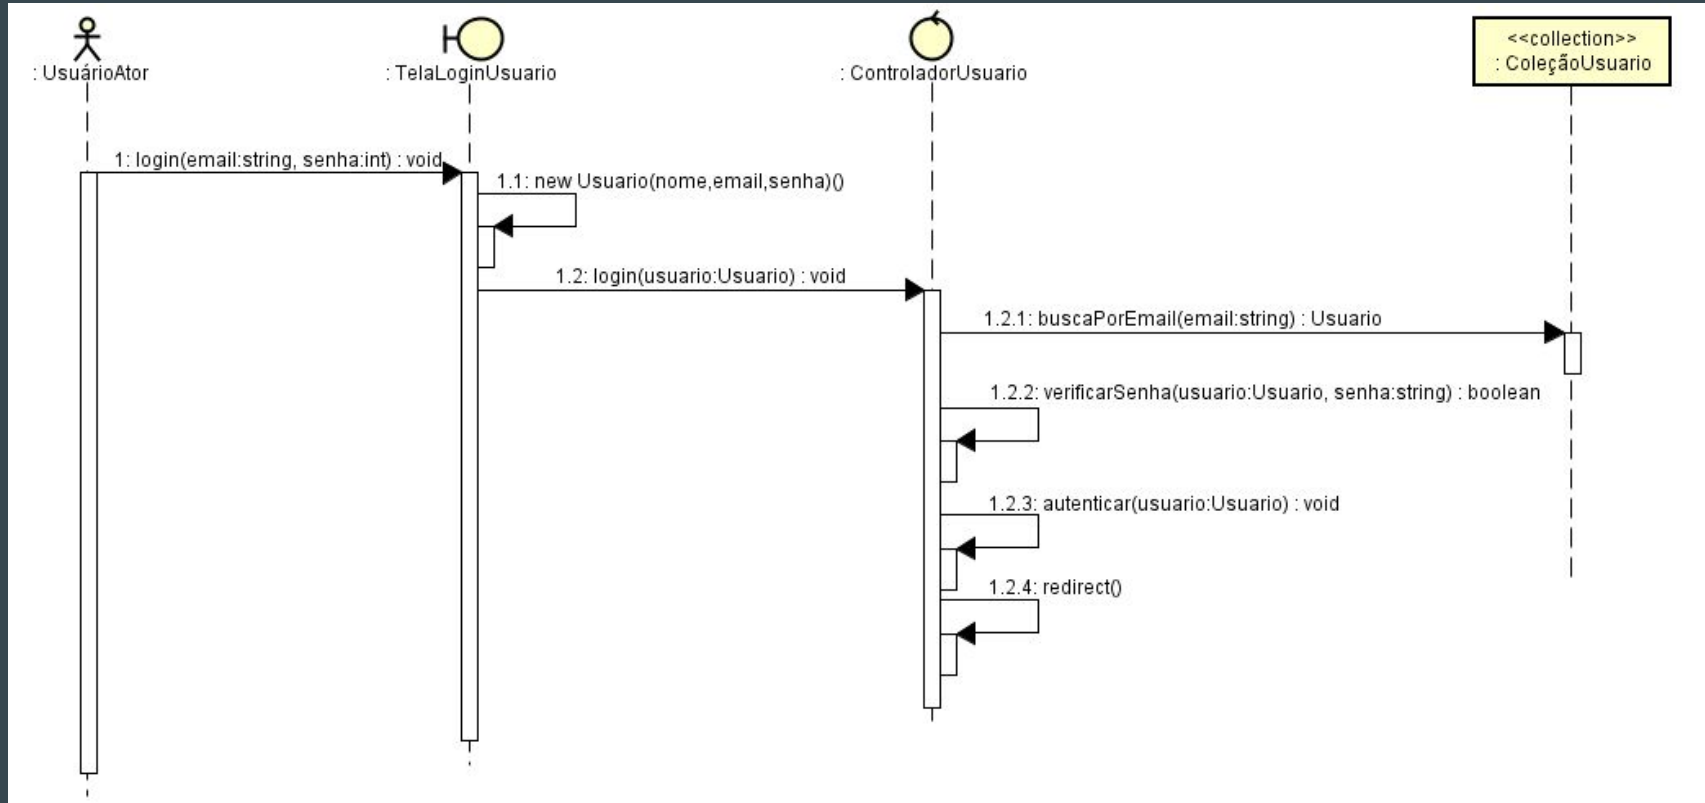 : UsuárioAtor
: TelaLoginUsuario
: ControladorUsuario
<<collection>>
: ColeçãoUsuario
1: login(email:string, senha:int) : void
1.1: new Usuario(nome,email,senha)()
1.2: login(usuario:Usuario) : void
1.2.1: buscaPorEmail(email:string) : Usuario
1.2.2: verificarSenha(usuario:Usuario, senha:string) : boolean
1.2.3: autenticar(usuario:Usuario) : void
1.2.4: redirect()